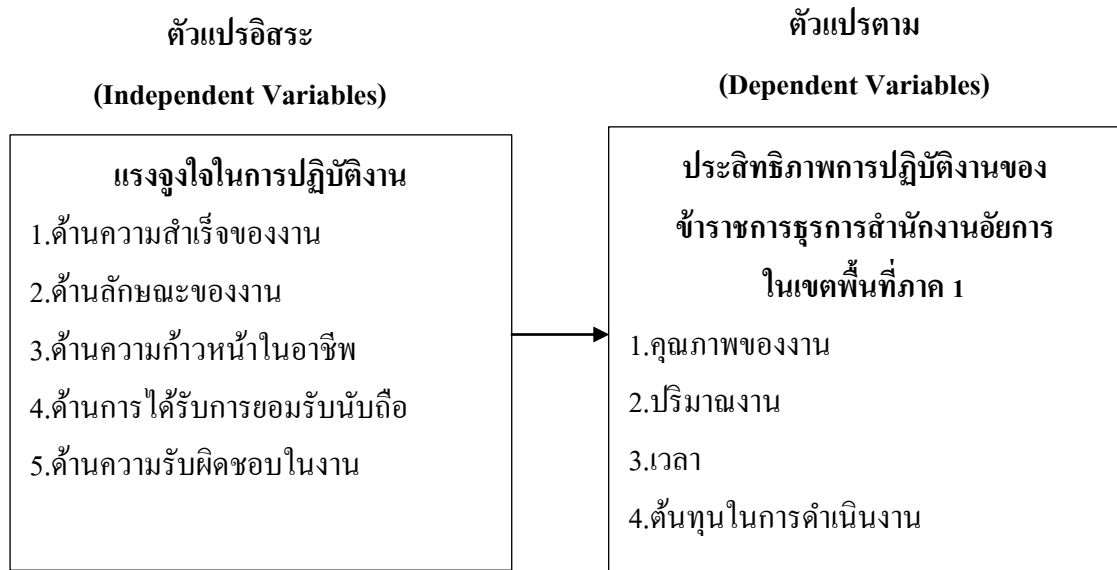 ตัวแปรอิสระ
(Independent Variables)
แรงจูงใจในการปฏิบัติงาน
1.ด้านความสำเร็จของงาน
2.ด้านลักษณะของงาน
3.ด้านความก้าวหน้าในอาชีพ
4.ด้านการได้รับการยอมรับนับถือ
5.ด้านความรับผิดชอบในงาน
ตัวแปรตาม
(Dependent Variables)
ประสิทธิภาพการปฏิบัติงานของ
ข้าราชการธุรการสำนักงานอัยการ
ในเขตพื้นที่ภาค 1
1.คุณภาพของงาน
2.ปริมาณงาน
3.เวลา
4.ต้นทุนในการดำเนินงาน